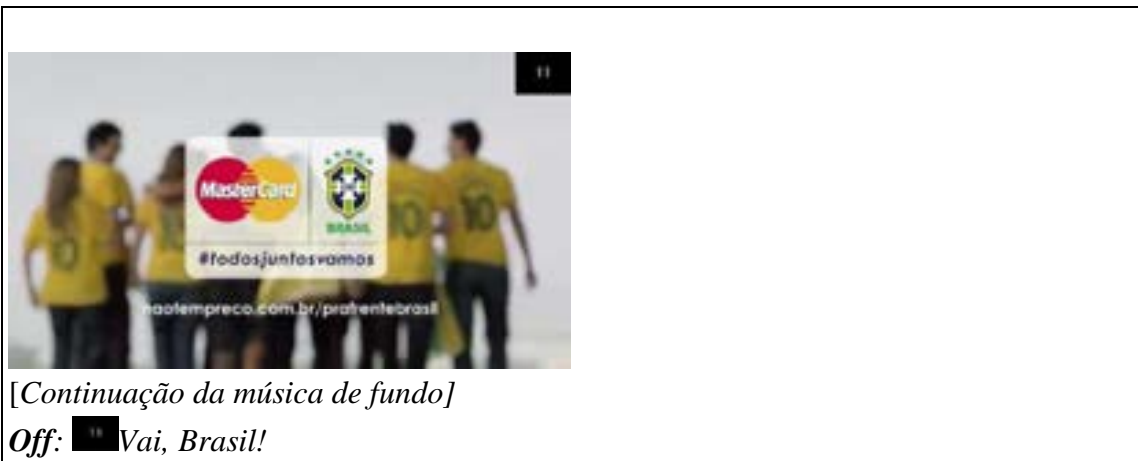 MasterCard
BRASIL
#todosjuntosvamos
naotempreco.com.br/prafrentebrasil
[Continuação da música de fundo]
Off: Vai, Brasil!